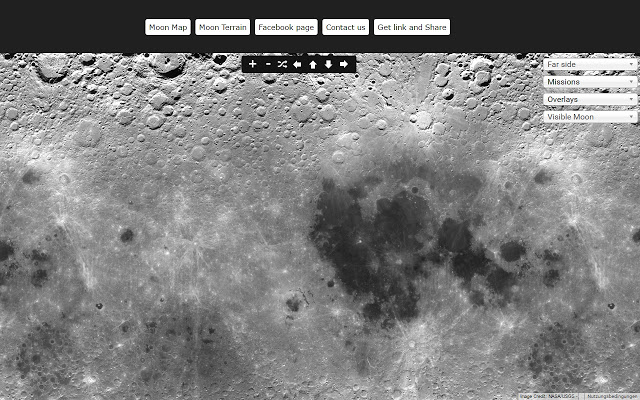 Moon Map Moon Terrain Facebook page Contact us Get link and Share
Far side
Missions
Overlays
Visible Moon
Image Credit: NASA/USGS Nutzungsbedingungen